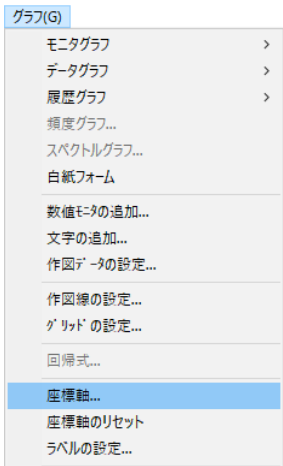 グラフ(G)
モニタグラフ >
データグラフ >
履歴グラフ >
頻度グラフ...
スペクトルグラフ...
白紙フォーム
数値ﾓﾆﾀの追加...
文字の追加...
作図ﾃﾞｰﾀの設定...
作図線の設定...
ｸﾞﾘｯﾄﾞの設定...
回帰式...
座標軸...
座標軸のリセット
ラベルの設定...